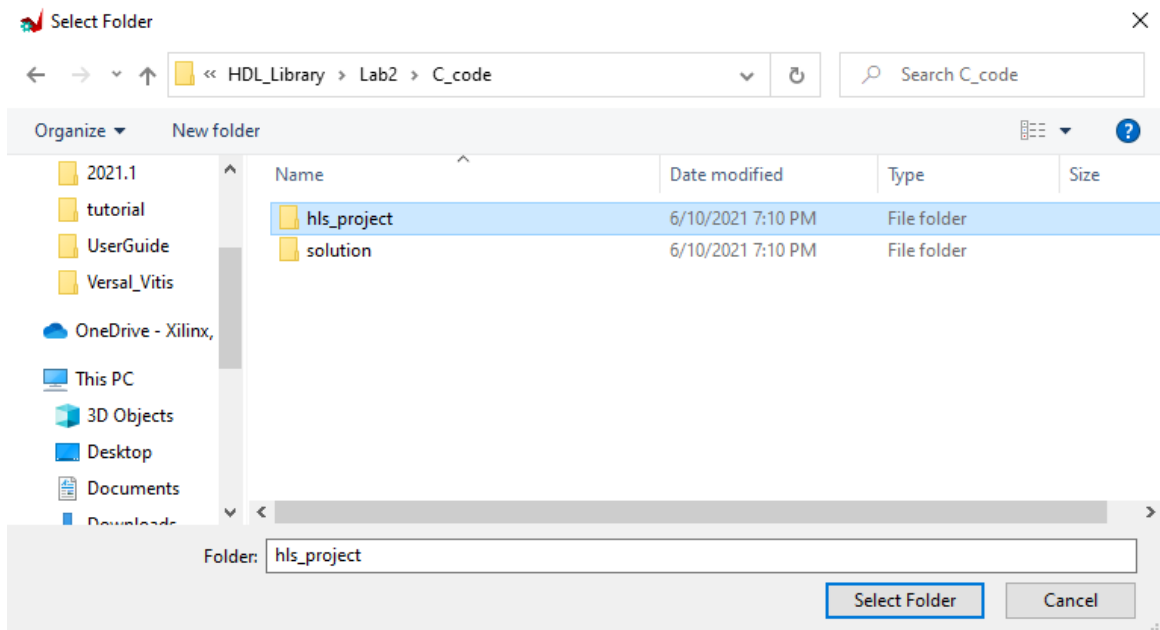 Select Folder
« HDL_Library > Lab2 > C_code
Search C_code
Organize New folder
?
2021.1
tutorial
UserGuide
Versal_Vitis
OneDrive - Xilinx,
This PC
3D Objects
Desktop
Documents
Downloads
Name Date modified Type Size
hls_project 6/10/2021 7:10 PM File folder
solution 6/10/2021 7:10 PM File folder
Folder: hls_project
Select Folder Cancel